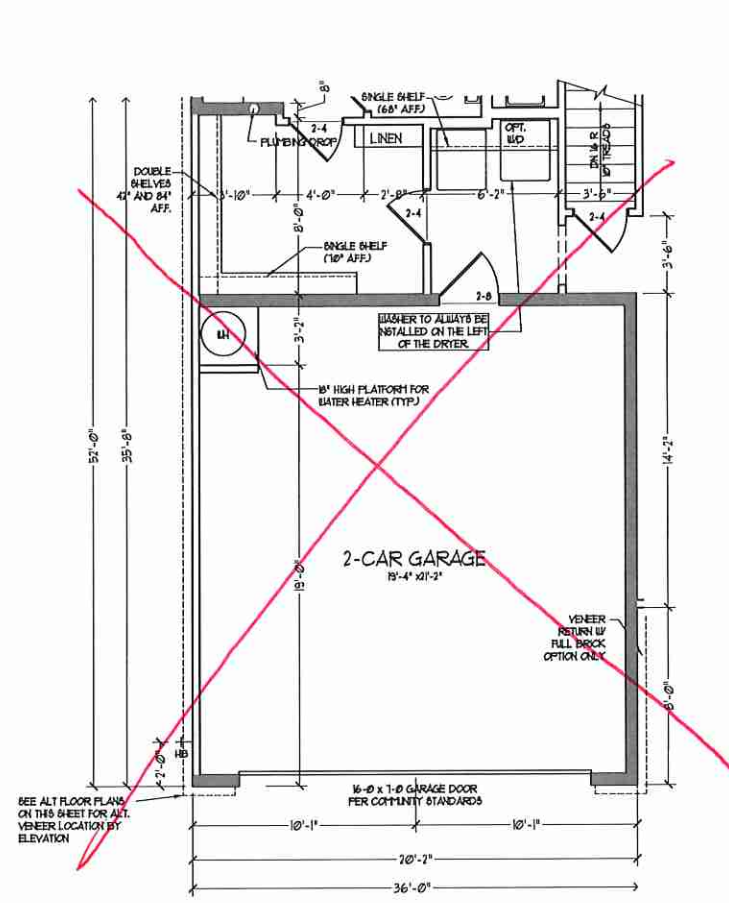 8"
SINGLE SHELF
(68" A.F.F.)
2-4
PLUMBING DROP
LINEN
OPT.
W/D
DN 16 R
10" TREADS
DOUBLE
SHELVES
42" AND 84"
A.F.F.
3'-10"
4'-0"
2'-8"
6'-2"
3'-6"
2-4
2-4
8'-0"
SINGLE SHELF
(70" A.F.F.)
3'-6"
2-8
WH
3'-2"
WASHER TO ALWAYS BE
INSTALLED ON THE LEFT
OF THE DRYER.
18" HIGH PLATFORM FOR
WATER HEATER (TYP.)
52'-0"
35'-8"
14'-2"
2-CAR GARAGE
19'-4" x21'-2"
19'-0"
VENEER
RETURN W/
FULL BRICK
OPTION ONLY
8'-0"
HB
2'-0"
SEE ALT FLOOR PLANS
ON THIS SHEET FOR ALT.
VENEER LOCATION BY
ELEVATION
16-0 x 7-0 GARAGE DOOR
PER COMMUNITY STANDARDS
10'-1"
10'-1"
20'-2"
36'-0"